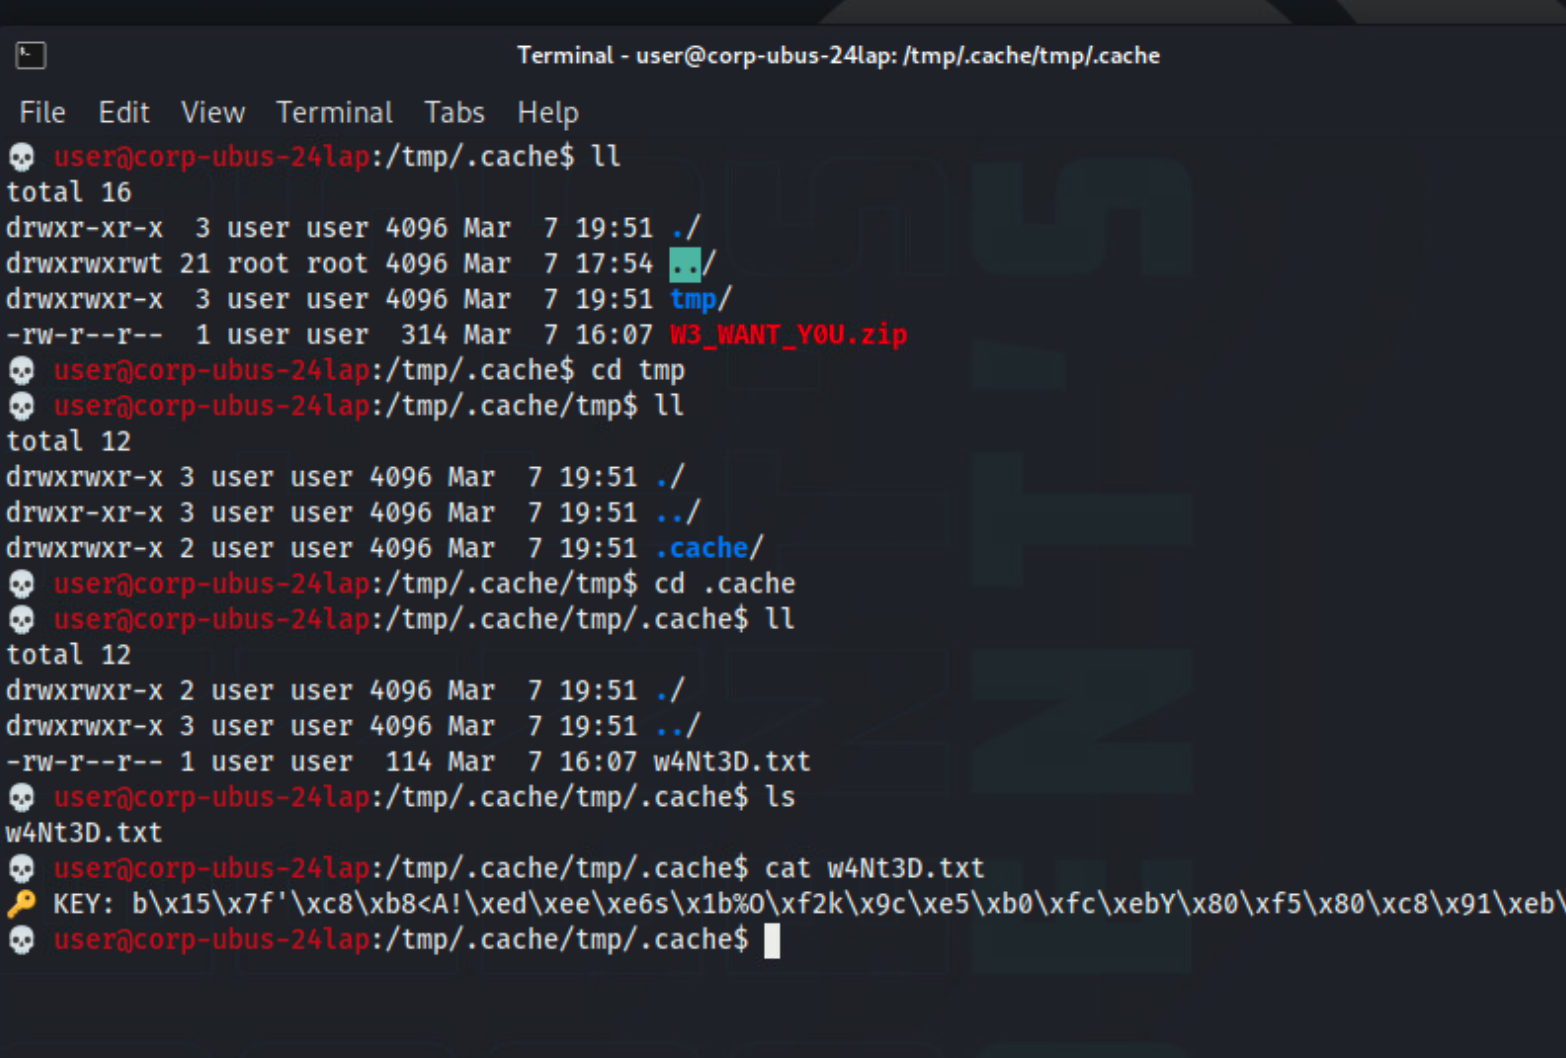 Terminal - user@corp-ubus-24lap: /tmp/.cache/tmp/.cache
File Edit View Terminal Tabs Help
💀 user@corp-ubus-24lap:/tmp/.cache$ ll
total 16
drwxr-xr-x  3 user user 4096 Mar  7 19:51 ./
drwxrwxrwt 21 root root 4096 Mar  7 17:54 ../
drwxrwxr-x  3 user user 4096 Mar  7 19:51 tmp/
-rw-r--r--  1 user user  314 Mar  7 16:07 W3_WANT_Y0U.zip
💀 user@corp-ubus-24lap:/tmp/.cache$ cd tmp
💀 user@corp-ubus-24lap:/tmp/.cache/tmp$ ll
total 12
drwxrwxr-x 3 user user 4096 Mar  7 19:51 ./
drwxr-xr-x 3 user user 4096 Mar  7 19:51 ../
drwxrwxr-x 2 user user 4096 Mar  7 19:51 .cache/
💀 user@corp-ubus-24lap:/tmp/.cache/tmp$ cd .cache
💀 user@corp-ubus-24lap:/tmp/.cache/tmp/.cache$ ll
total 12
drwxrwxr-x 2 user user 4096 Mar  7 19:51 ./
drwxrwxr-x 3 user user 4096 Mar  7 19:51 ../
-rw-r--r-- 1 user user  114 Mar  7 16:07 w4Nt3D.txt
💀 user@corp-ubus-24lap:/tmp/.cache/tmp/.cache$ ls
w4Nt3D.txt
💀 user@corp-ubus-24lap:/tmp/.cache/tmp/.cache$ cat w4Nt3D.txt
🔑 KEY: b\x15\x7f'\xc8\xb8<A!\xed\xee\xe6s\x1b%O\xf2k\x9c\xe5\xb0\xfc\xebY\x80\xf5\x80\xc8\x91\xeb\
💀 user@corp-ubus-24lap:/tmp/.cache/tmp/.cache$